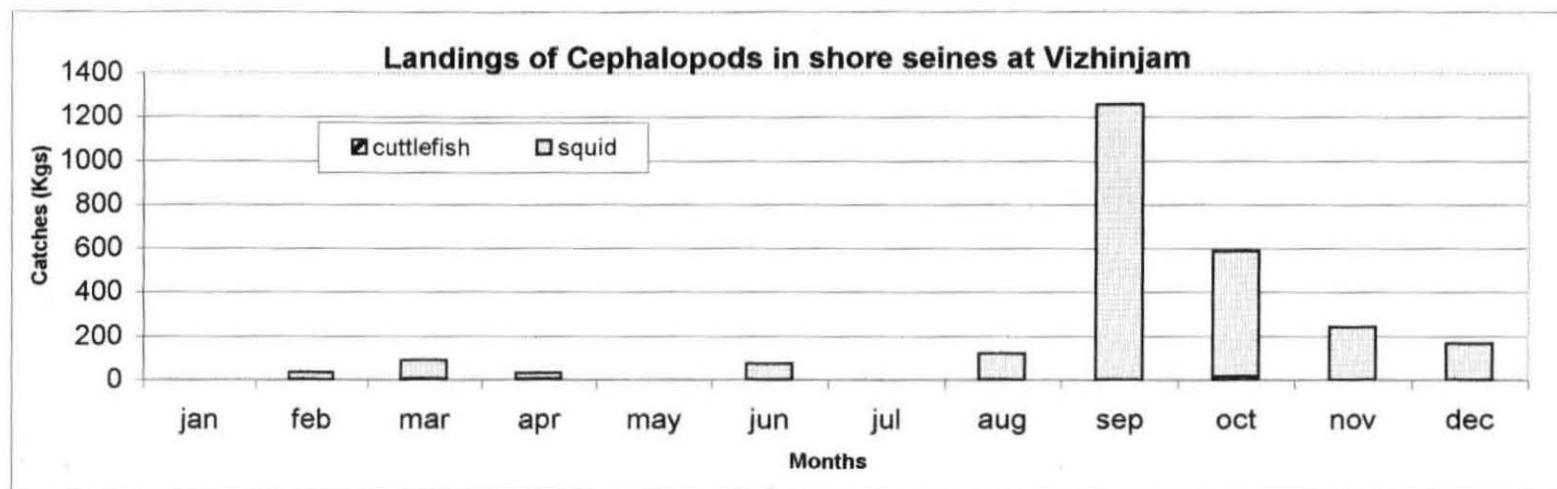 Landings of Cephalopods in shore seines at Vizhinjam
1400
1200
1000
800
600
400
200
0
Catches (Kgs)
cuttlefish squid
jan feb mar apr may jun jul aug sep oct nov dec
Months